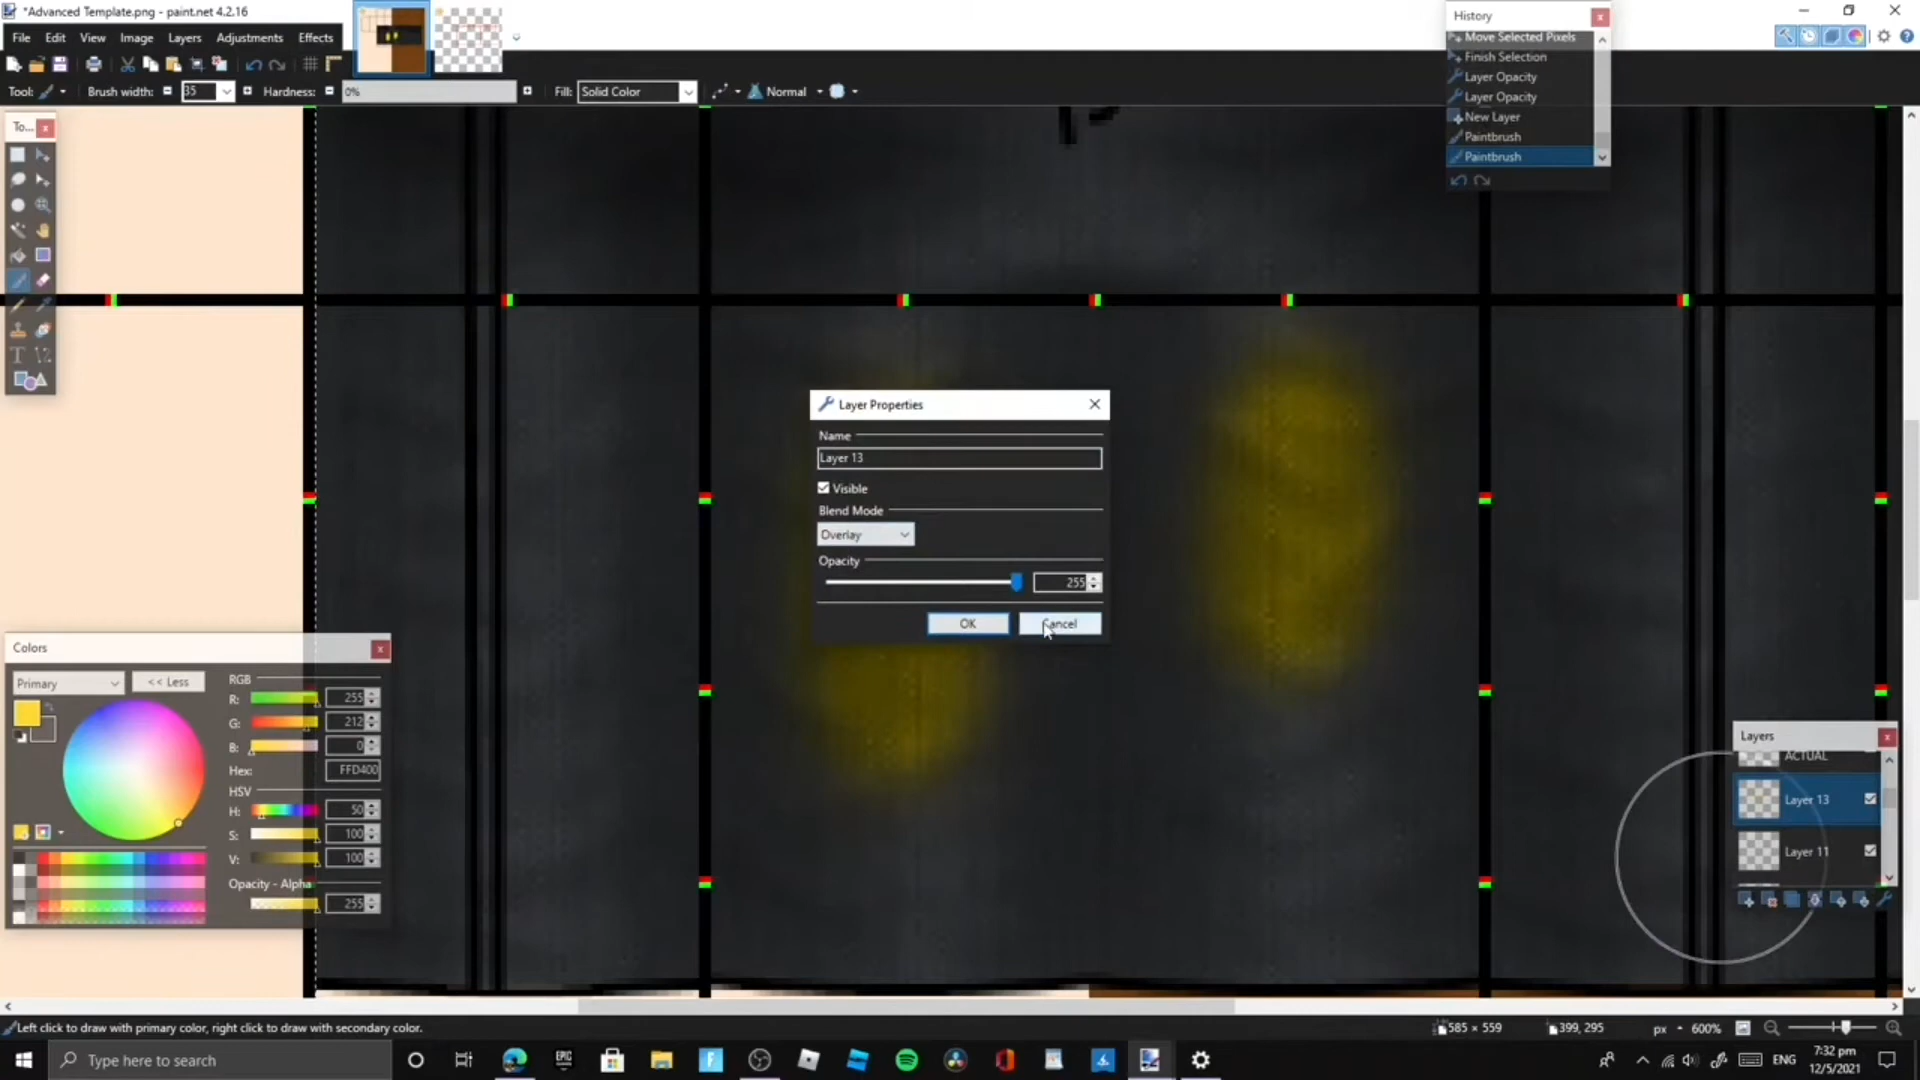 *Advanced Template.png - paint.net 4.2.16
File Edit View Image Layers Adjustments Effects
Tool: Brush width: 35 Hardness: 0% Fill: Solid Color Normal
History
Move Selected Pixels
Finish Selection
Layer Opacity
Layer Opacity
New Layer
Paintbrush
Paintbrush
To...
Layer Properties
Name
Layer 13
Visible
Blend Mode
Overlay
Opacity
255
OK Cancel
Colors
Primary << Less
RGB
R: 255
G: 212
B: 0
Hex: FFD400
HSV
H: 50
S: 100
V: 100
Opacity - Alpha
255
Layers
ACTUAL
Layer 13
Layer 11
Left click to draw with primary color, right click to draw with secondary color.
585 × 559 399, 295 px 600%
Type here to search
EPIC
ENG
7:32 pm
12/5/2021